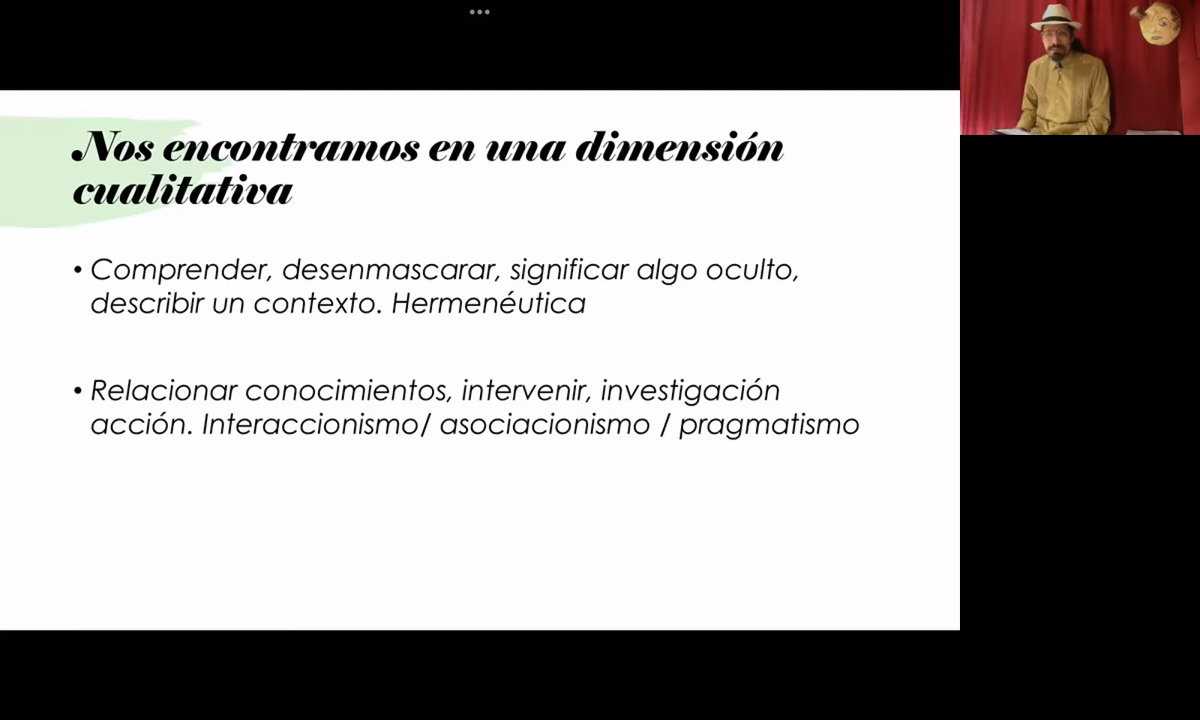 Nos encontramos en una dimensión
cualitativa
• Comprender, desenmascarar, significar algo oculto,
describir un contexto. Hermenéutica
• Relacionar conocimientos, intervenir, investigación
acción. Interaccionismo/ asociacionismo / pragmatismo